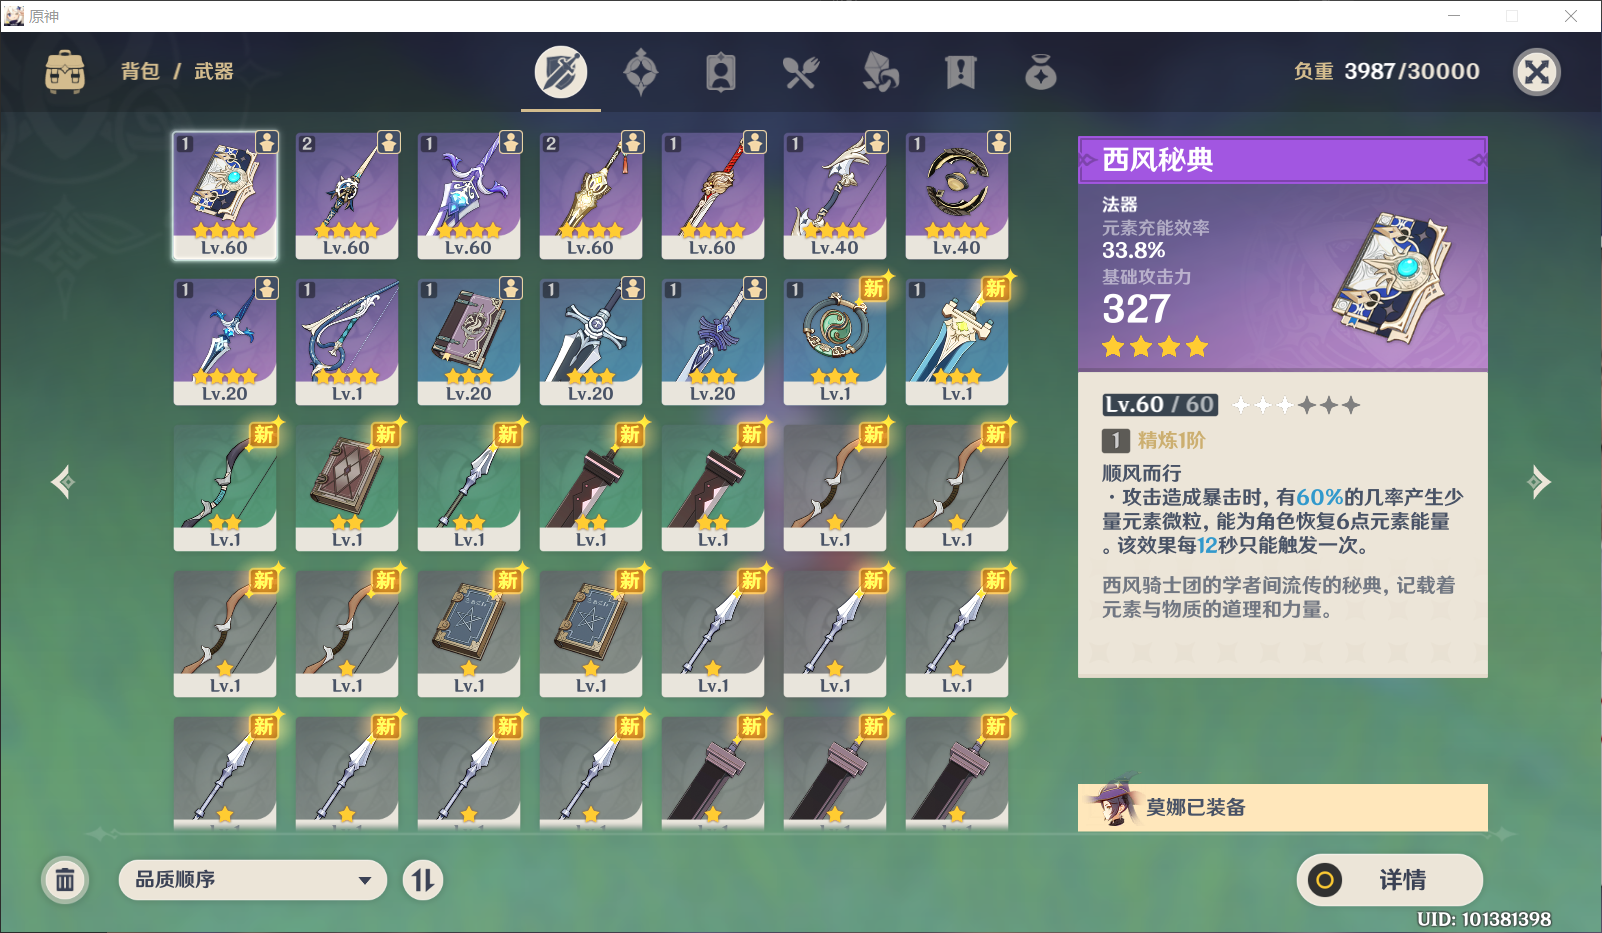 原神
背包 / 武器
负重 3987/30000
1 2 1 2 1 1 1
Lv.60 Lv.60 Lv.60 Lv.60 Lv.60 Lv.40 Lv.40
1 1 1 1 1 1 新 1 新
Lv.20 Lv.1 Lv.20 Lv.20 Lv.20 Lv.1 Lv.1
新 新 新 新 新 新 新
Lv.1 Lv.1 Lv.1 Lv.1 Lv.1 Lv.1 Lv.1
新 新 新 新 新 新 新
Lv.1 Lv.1 Lv.1 Lv.1 Lv.1 Lv.1 Lv.1
新 新 新 新 新 新 新
西风秘典
法器
元素充能效率
33.8%
基础攻击力
327
Lv.60 / 60
1 精炼1阶
顺风而行
·攻击造成暴击时, 有60%的几率产生少
量元素微粒, 能为角色恢复6点元素能量
。该效果每12秒只能触发一次。
西风骑士团的学者间流传的秘典, 记载着
元素与物质的道理和力量。
莫娜已装备
品质顺序
详情
UID: 101381398